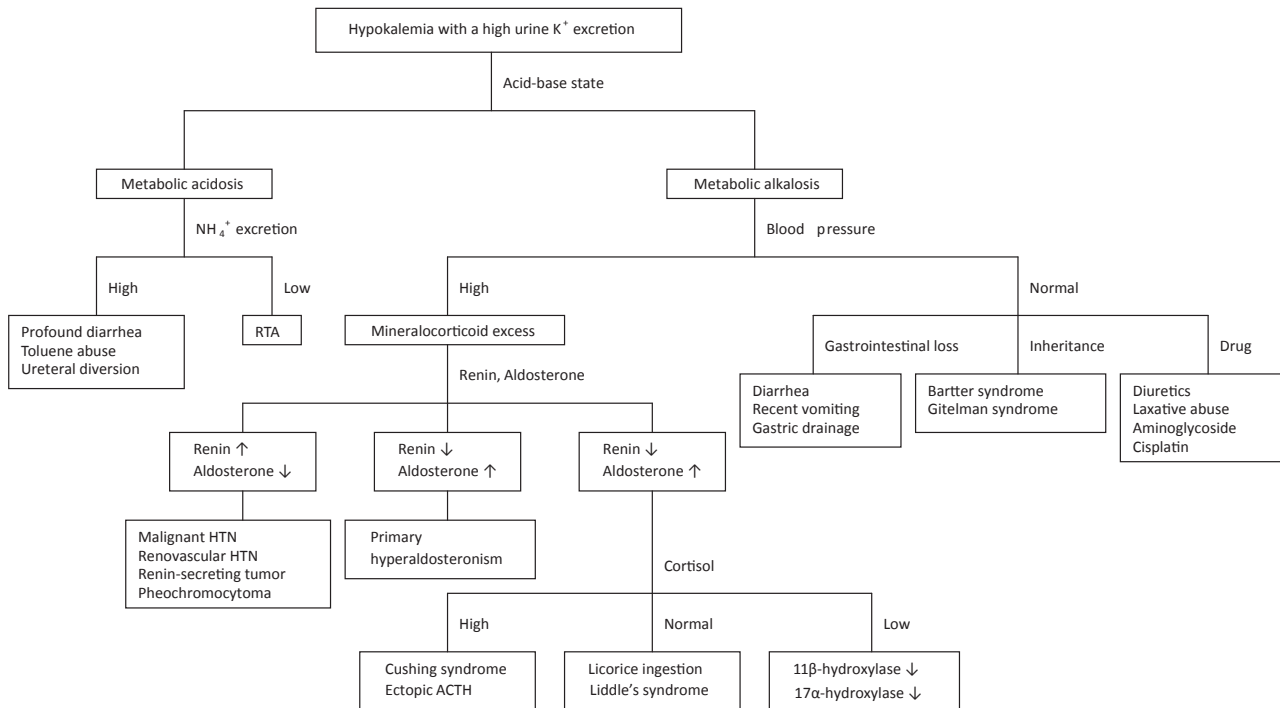 Hypokalemia with a high urine K⁺ excretion
Acid-base state
Metabolic acidosis
Metabolic alkalosis
NH₄⁺ excretion
Blood pressure
High
Low
High
Normal
Profound diarrhea
Toluene abuse
Ureteral diversion
RTA
Mineralocorticoid excess
Gastrointestinal loss
Inheritance
Drug
Renin, Aldosterone
Diarrhea
Recent vomiting
Gastric drainage
Bartter syndrome
Gitelman syndrome
Diuretics
Laxative abuse
Aminoglycoside
Cisplatin
Renin ↑
Aldosterone ↓
Renin ↓
Aldosterone ↑
Renin ↓
Aldosterone ↑
Malignant HTN
Renovascular HTN
Renin-secreting tumor
Pheochromocytoma
Primary
hyperaldosteronism
Cortisol
High
Normal
Low
Cushing syndrome
Ectopic ACTH
Licorice ingestion
Liddle’s syndrome
11β-hydroxylase ↓
17α-hydroxylase ↓